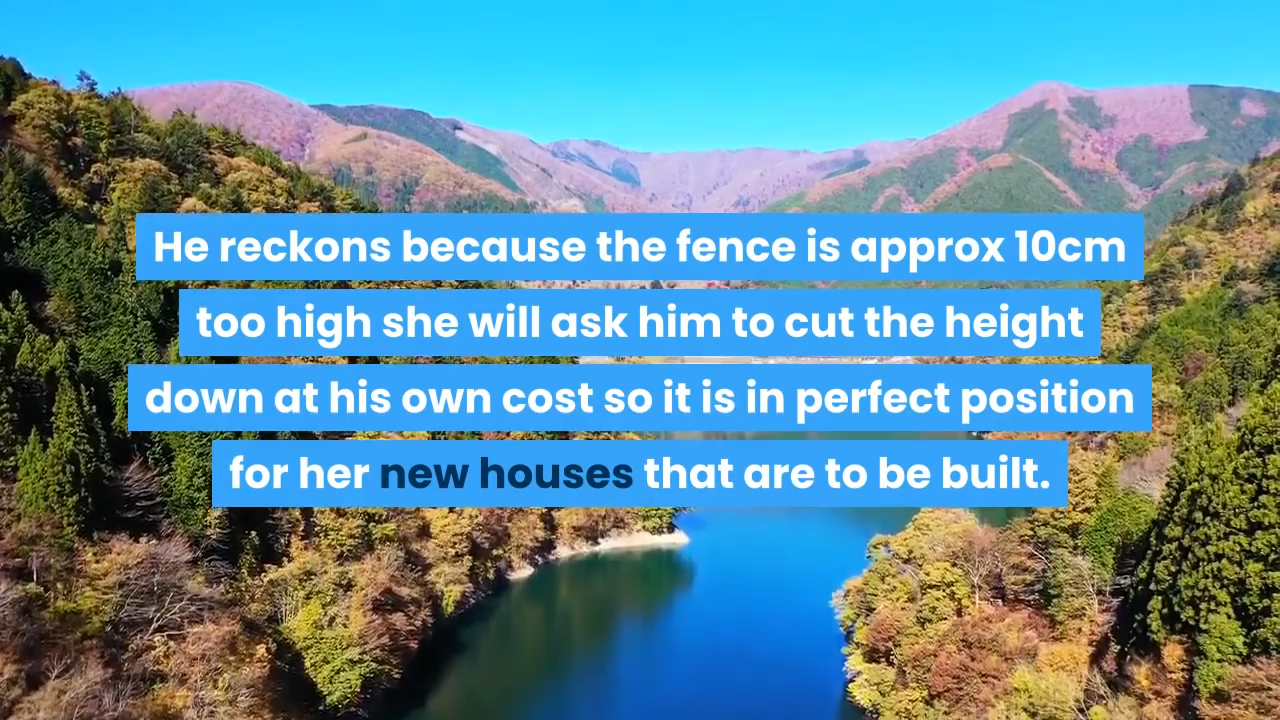 He reckons because the fence is approx 10cm
too high she will ask him to cut the height
down at his own cost so it is in perfect position
for her new houses that are to be built.